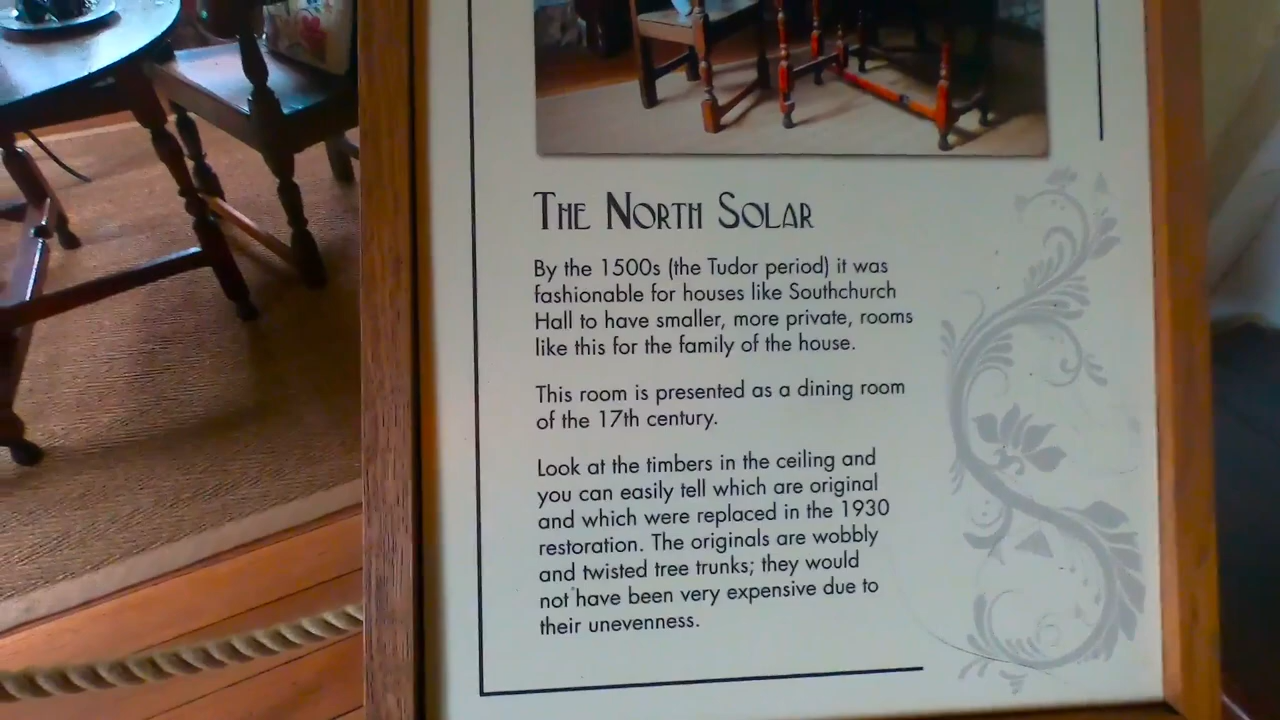 The North Solar
By the 1500s (the Tudor period) it was
fashionable for houses like Southchurch
Hall to have smaller, more private, rooms
like this for the family of the house.
This room is presented as a dining room
of the 17th century.
Look at the timbers in the ceiling and
you can easily tell which are original
and which were replaced in the 1930
restoration. The originals are wobbly
and twisted tree trunks; they would
not have been very expensive due to
their unevenness.